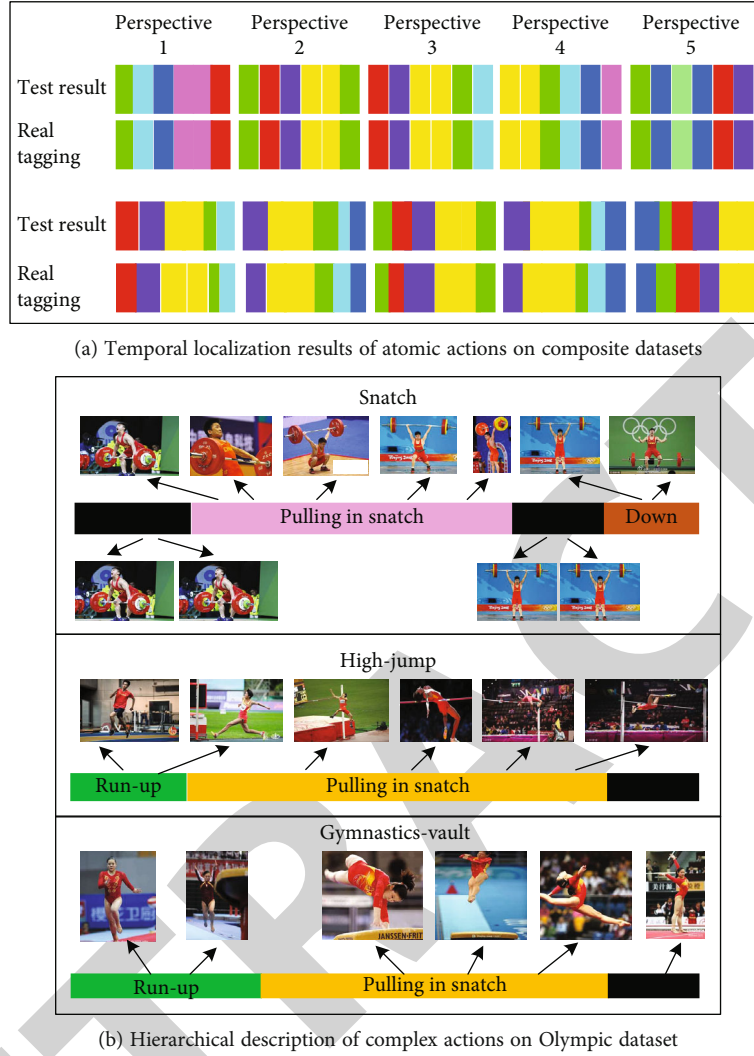 Perspective 1
Perspective 2
Perspective 3
Perspective 4
Perspective 5
Test result
Real tagging
Test result
Real tagging
(a) Temporal localization results of atomic actions on composite datasets
Snatch
Pulling in snatch
Down
High-jump
Run-up
Pulling in snatch
Gymnastics-vault
JANSSEN-FRIT
Run-up
Pulling in snatch
(b) Hierarchical description of complex actions on Olympic dataset